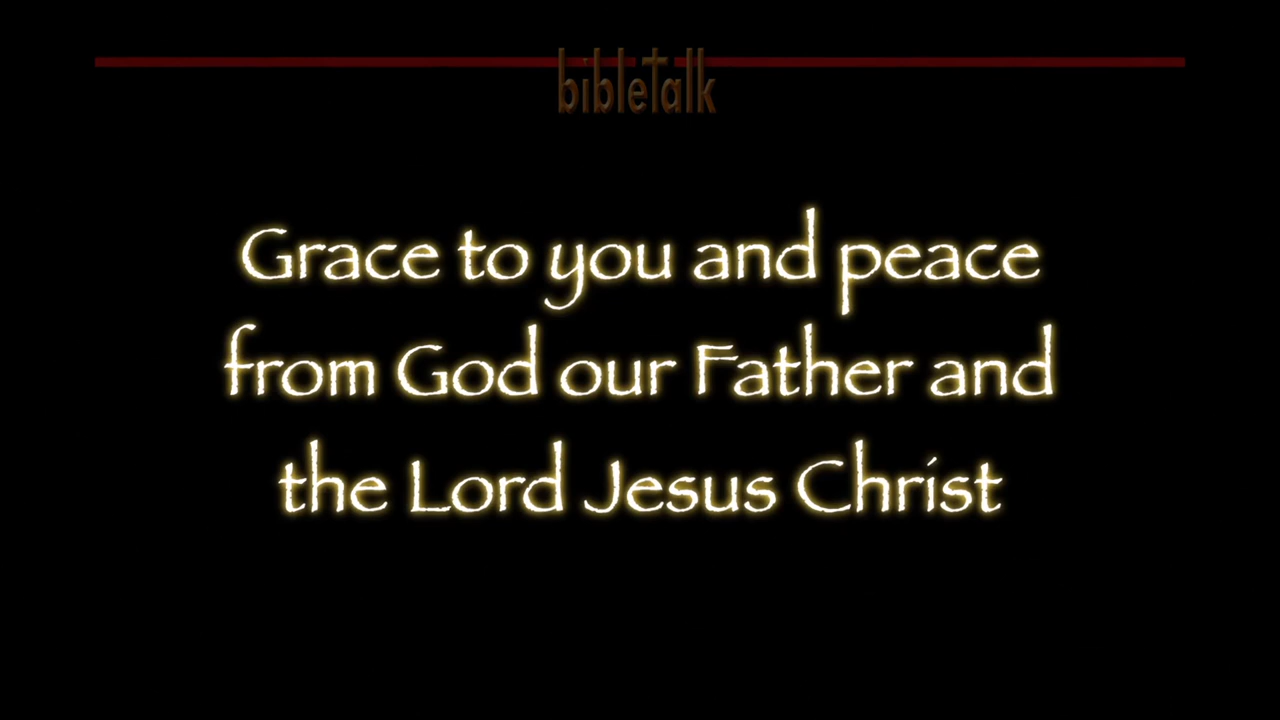 bibleTalk
Grace to you and peace
from God our Father and
the Lord Jesus Christ